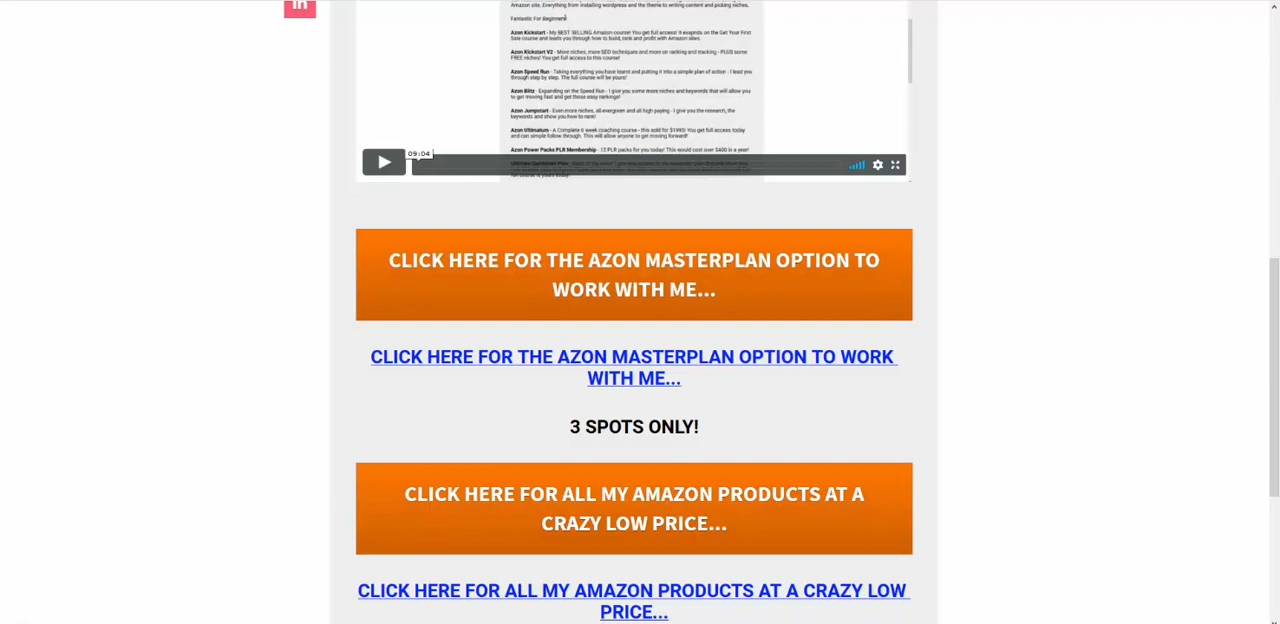 in
Amazon site. Everything from installing wordpress and the theme to writing content and picking niches.
Fantastic For Beginners!
Azon Kickstart - My BEST SELLING Amazon course! You get full access! It expands on the Get Your First
Sale course and leads you through how to build, rank and profit with Amazon sites.
Azon Kickstart V2 - More niches, more SEO techniques and more on ranking and tracking - PLUS some
FREE niches! You get full access to this course!
Azon Speed Run - Taking everything you have learnt and putting it into a simple plan of action - I lead you
through step by step. The full course will be yours!
Azon Blitz - Expanding on the Speed Run - I give you some more niches and keywords that will allow you
to get moving fast and get those easy rankings!
Azon Jumpstart - Even more niches, all evergreen and all high paying - I give you the research, the
keywords and show you how to rank!
Azon Ultimatum - A Complete 6 week coaching course - this sold for $1995! You get full access today
and can simple follow through. This will allow anyone to get moving forward!
Azon Power Packs PLR Membership - 12 PLR packs for you today! This would cost over $400 in a year!
09:04
CLICK HERE FOR THE AZON MASTERPLAN OPTION TO
WORK WITH ME...
CLICK HERE FOR THE AZON MASTERPLAN OPTION TO WORK
WITH ME...
3 SPOTS ONLY!
CLICK HERE FOR ALL MY AMAZON PRODUCTS AT A
CRAZY LOW PRICE...
CLICK HERE FOR ALL MY AMAZON PRODUCTS AT A CRAZY LOW
PRICE...